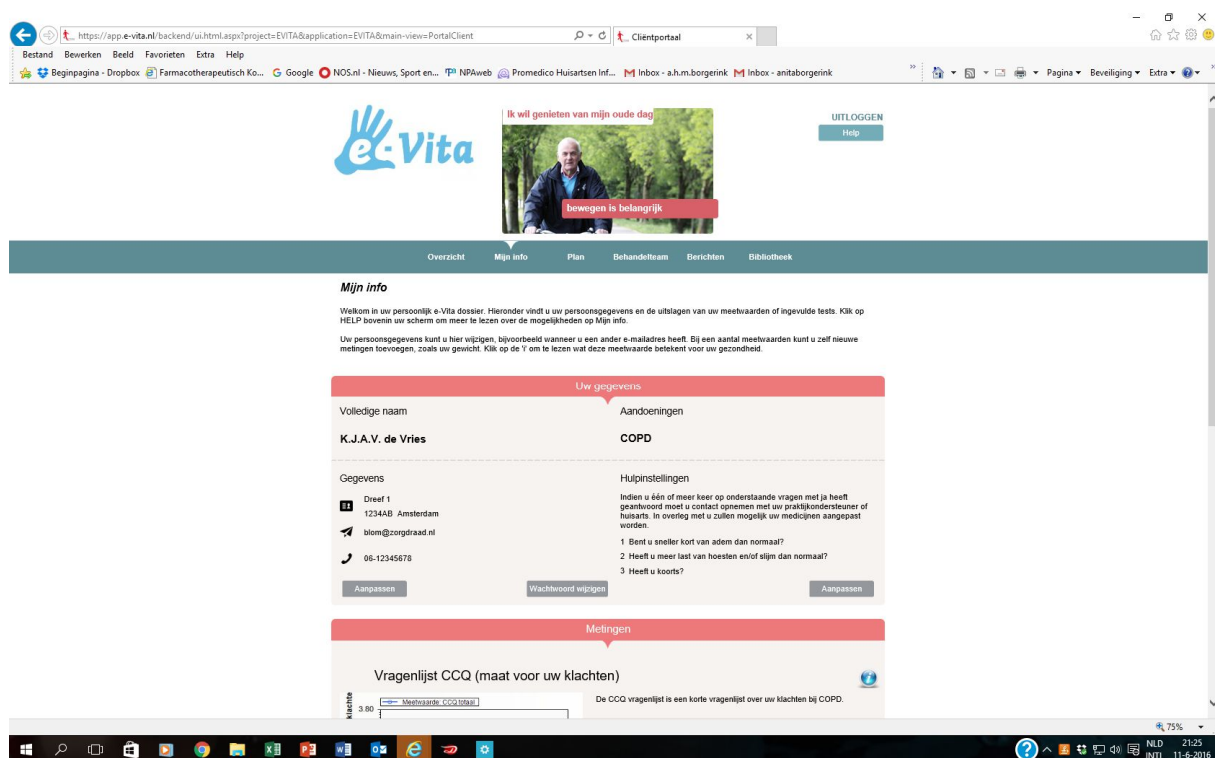 https://app.e-vita.nl/backend/ui.html.aspx?project=EVITA&application=EVITA&main-view=PortalClient
Cliëntportaal
Bestand Bewerken Beeld Favorieten Extra Help
Beginpagina - Dropbox Farmacotherapeutisch Ko... Google NOS.nl - Nieuws, Sport en... NPAweb Promedico Huisartsen Inf... Inbox - a.h.m.borgerink Inbox - anitaborgerink
Pagina Beveiliging Extra
e-Vita
Ik wil genieten van mijn oude dag
bewegen is belangrijk
UITLOGGEN
Help
Overzicht Mijn info Plan Behandelteam Berichten Bibliotheek
Mijn info
Welkom in uw persoonlijk e-Vita dossier. Hieronder vindt u uw persoonsgegevens en de uitslagen van uw meetwaarden of ingevulde tests. Klik op
HELP bovenin uw scherm om meer te lezen over de mogelijkheden op Mijn info.
Uw persoonsgegevens kunt u hier wijzigen, bijvoorbeeld wanneer u een ander e-mailadres heeft. Bij een aantal meetwaarden kunt u zelf nieuwe
metingen toevoegen, zoals uw gewicht. Klik op de 'i' om te lezen wat deze meetwaarde betekent voor uw gezondheid.
Uw gegevens
Volledige naam
K.J.A.V. de Vries
Aandoeningen
COPD
Gegevens
Dreef 1
1234AB Amsterdam
blom@zorgdraad.nl
06-12345678
Aanpassen
Wachtwoord wijzigen
Hulpinstellingen
Indien u één of meer keer op onderstaande vragen met ja heeft
geantwoord moet u contact opnemen met uw praktijkondersteuner of
huisarts. In overleg met u zullen mogelijk uw medicijnen aangepast
worden.
1 Bent u sneller kort van adem dan normaal?
2 Heeft u meer last van hoesten en/of slijm dan normaal?
3 Heeft u koorts?
Aanpassen
Metingen
Vragenlijst CCQ (maat voor uw klachten)
klachte
3.80
Meetwaarde: CCQ totaal
De CCQ vragenlijst is een korte vragenlijst over uw klachten bij COPD.
75%
NLD 21:25
INTL 11-6-2016